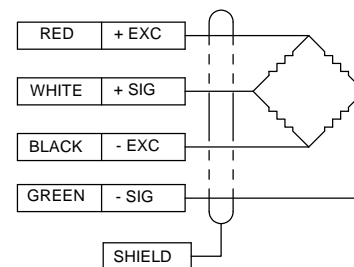 RED + EXC
WHITE + SIG
BLACK - EXC
GREEN - SIG
SHIELD